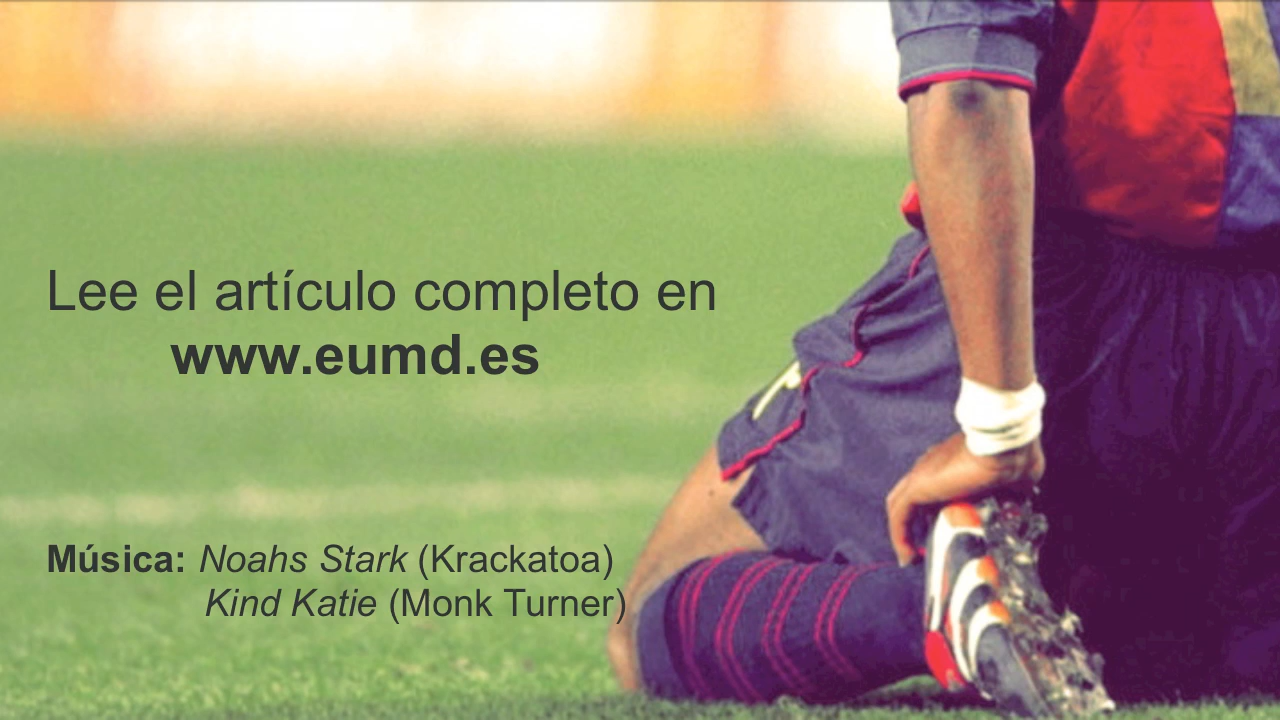 Lee el artículo completo en
www.eumd.es
Música: Noahs Stark (Krackatoa)
Kind Katie (Monk Turner)